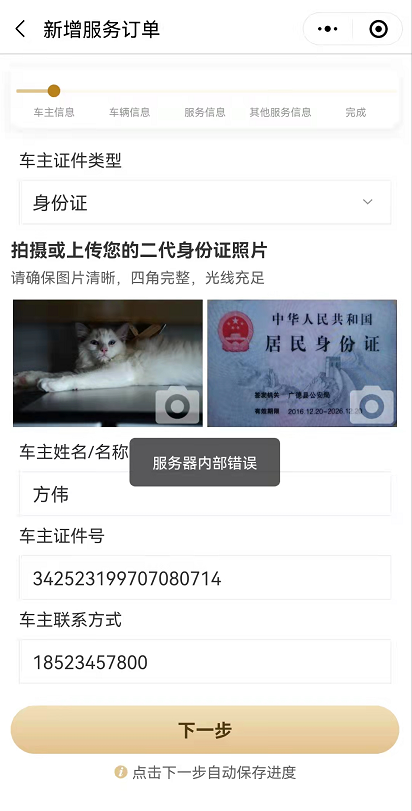 新增服务订单
车主信息 车辆信息 服务信息 其他服务信息 完成
车主证件类型
身份证
拍摄或上传您的二代身份证照片
请确保图片清晰，四角完整，光线充足
中华人民共和国
居民身份证
签发机关 广德县公安局
有效期限 2016.12.20-2026.12.20
车主姓名/名称
服务器内部错误
方伟
车主证件号
342523199707080714
车主联系方式
18523457800
下一步
点击下一步自动保存进度